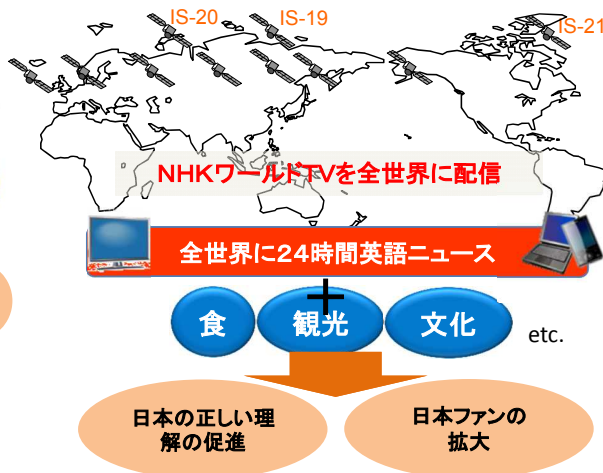 IS-20
IS-19
IS-21
NHKワールドTVを全世界に配信
全世界に24時間英語ニュース
+
食
観光
文化
etc.
日本の正しい理
解の促進
日本ファンの
拡大